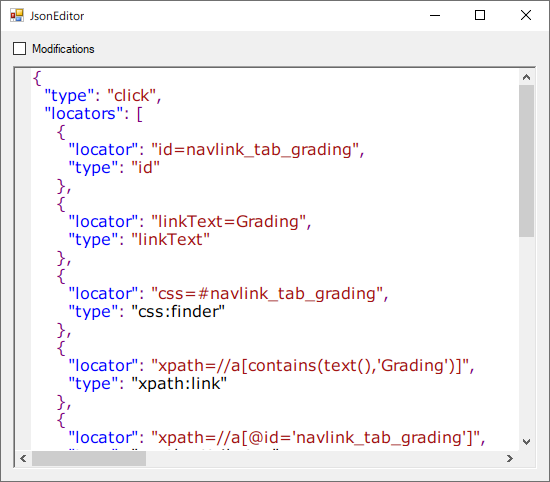 JsonEditor
Modifications
{
"type": "click",
"locators": [
{
"locator": "id=navlink_tab_grading",
"type": "id"
},
{
"locator": "linkText=Grading",
"type": "linkText"
},
{
"locator": "css=#navlink_tab_grading",
"type": "css:finder"
},
{
"locator": "xpath=//a[contains(text(),'Grading')]",
"type": "xpath:link"
},
{
"locator": "xpath=//a[@id='navlink_tab_grading']",